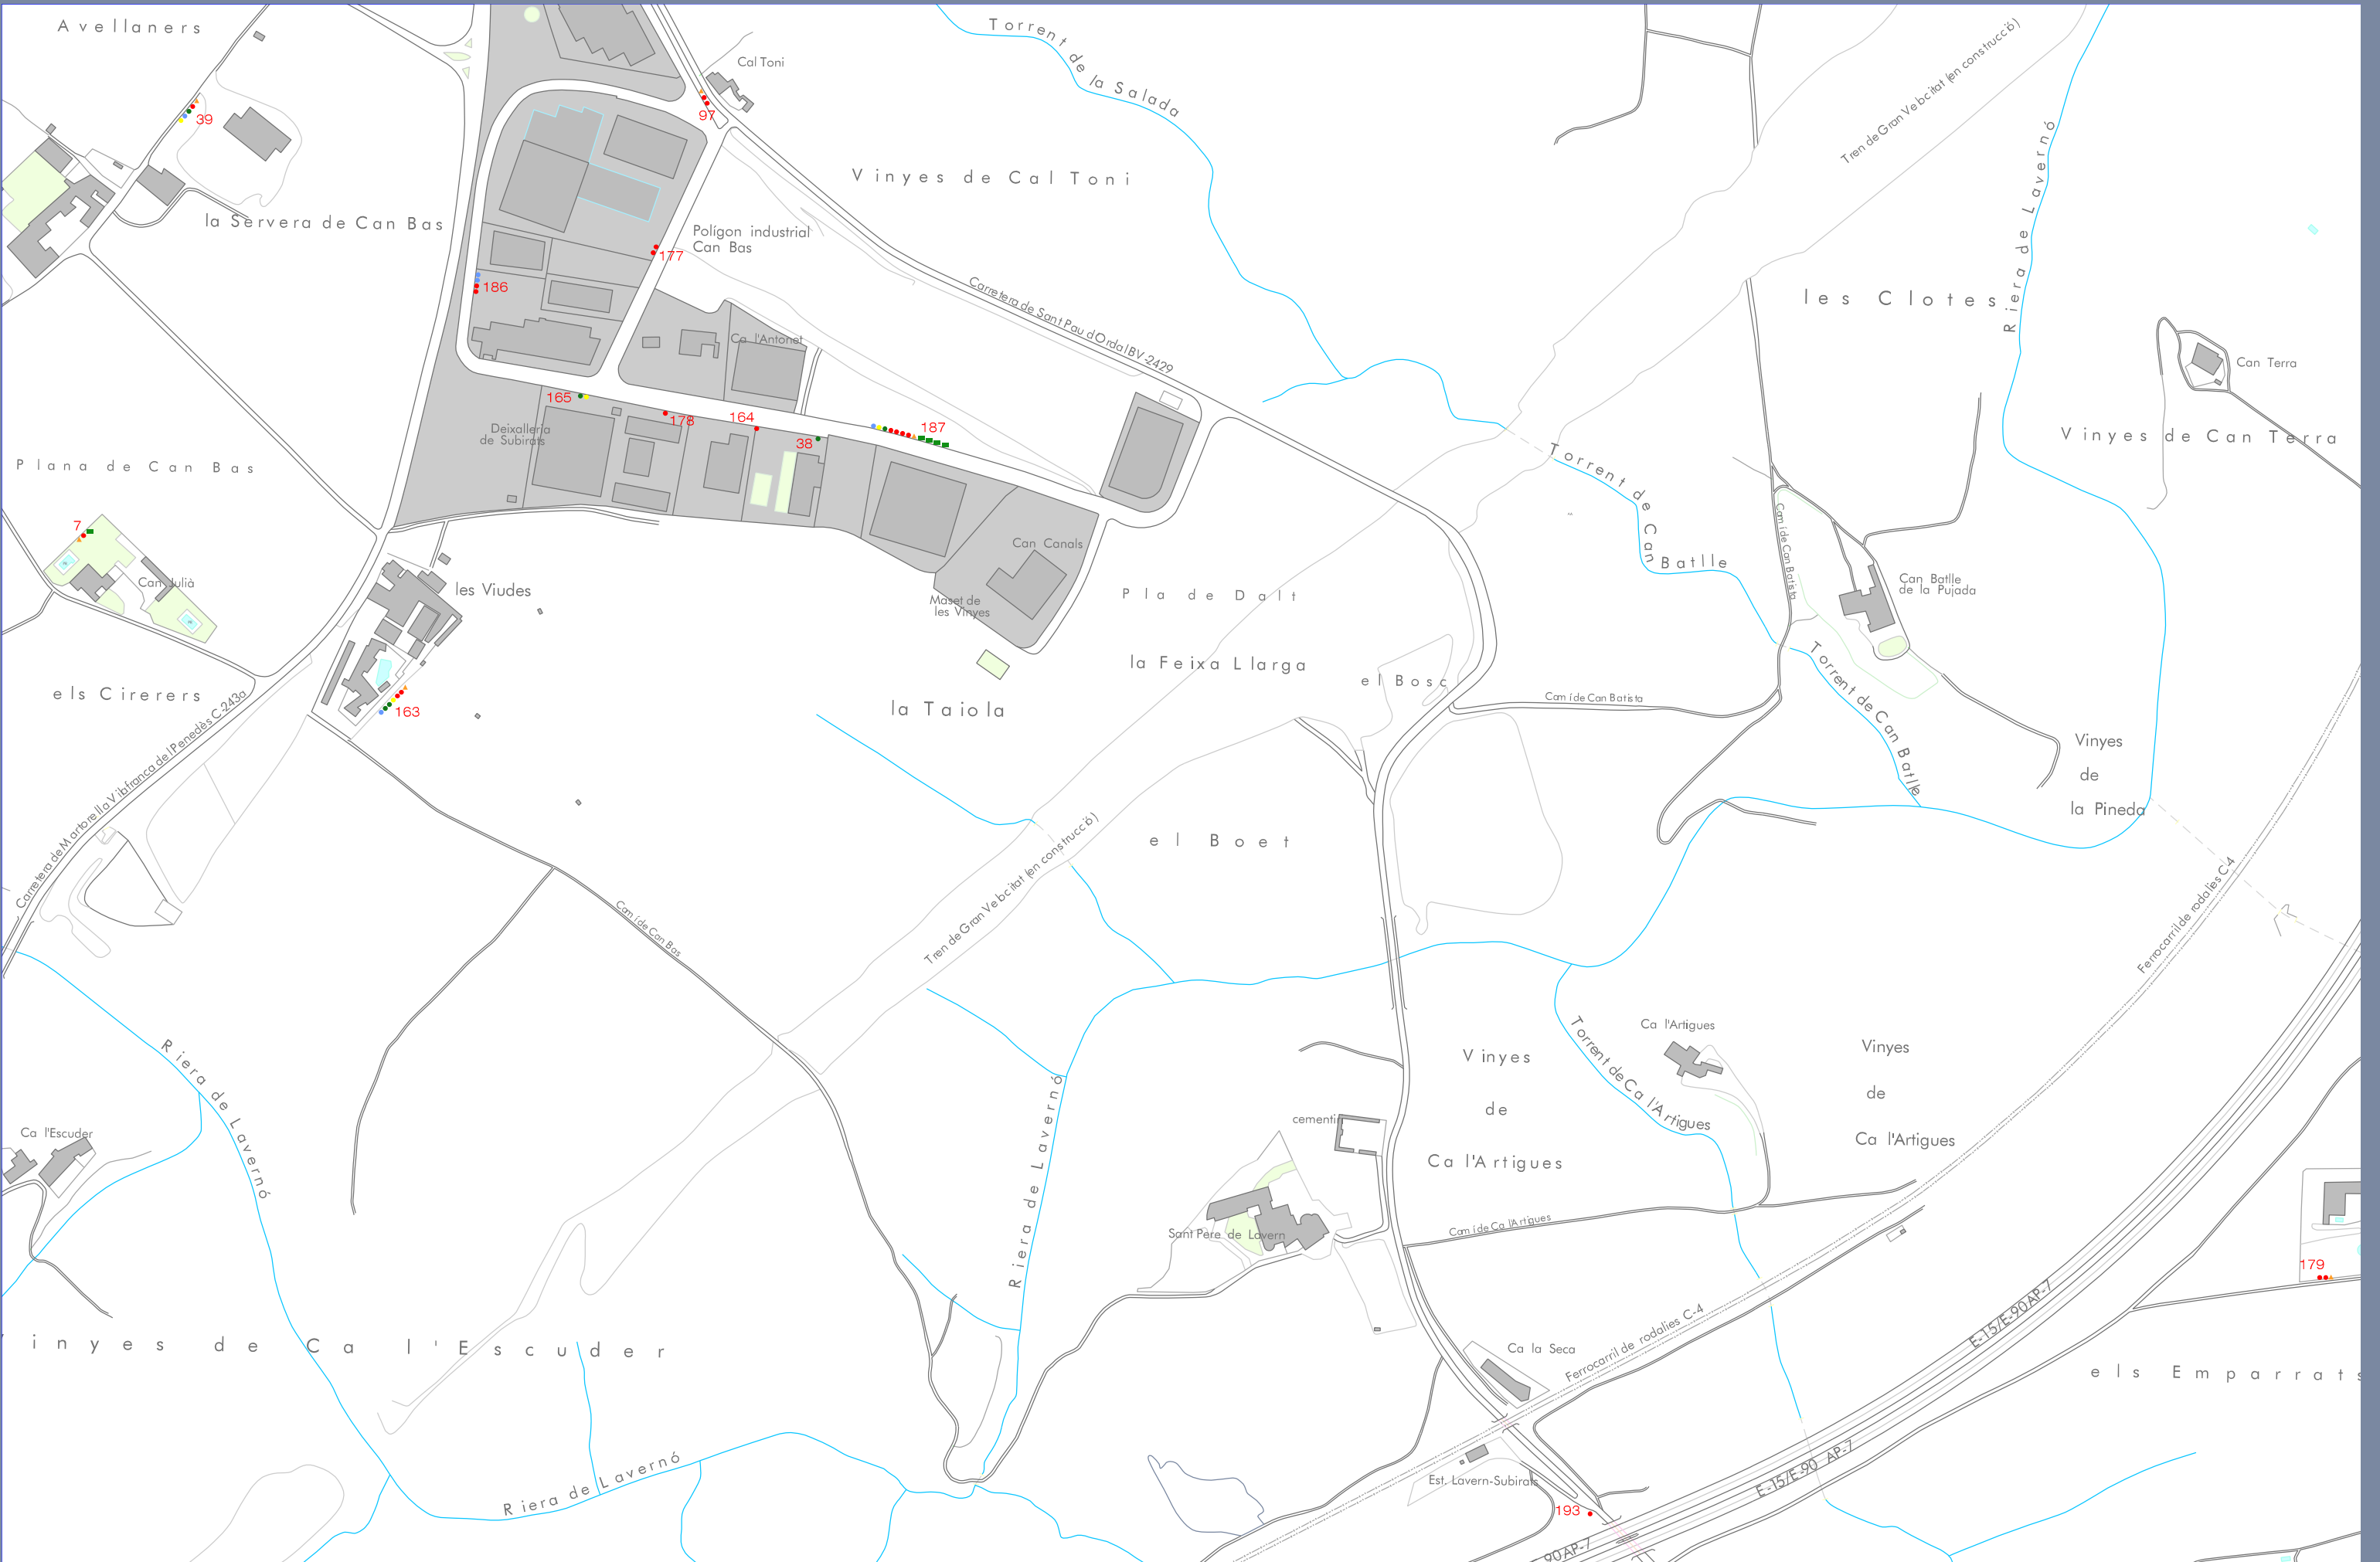 Avellaners
Torrent de la Salada
Cal Toni
Tren de Gran Velocitat (en construcció)
39
97
Riera de Lavernó
Vinyes de Cal Toni
la Servera de Can Bas
Polígon industrial
Can Bas
177
186
Carretera de Sant Pau d'Ordal BV-2429
les Clotes
Ca l'Antonet
Can Terra
165
178
164
38
187
Deixalleria
de Subirats
Vinyes de Can Terra
Plana de Can Bas
Torrent de Can Batlle
7
Can Canals
Camí de Can Batista
Can Julià
les Viudes
Maset de
les Vinyes
Pla de Dalt
Can Batlle
de la Pujada
la Feixa Llarga
el Bosc
Camí de Can Batista
Torrent de Can Batlle
els Cirerers
163
la Taiola
Vinyes
de
la Pineda
Carretera de Martorell a Vilafranca del Penedès C-243a
el Boet
Tren de Gran Velocitat (en construcció)
Camí de Can Bas
Ferrocarril de rodalies C-4
Riera de Lavernó
Ca l'Artigues
Torrent de Ca l'Artigues
Vinyes
de
Ca l'Artigues
Vinyes
de
Ca l'Artigues
Riera de Lavernó
Ca l'Escuder
cementiri
Sant Pere de Lavern
Camí de Ca l'Artigues
179
E-15/E-90 AP-7
inyes de Ca l'Escuder
Ca la Seca
Ferrocarril de rodalies C-4
els Emparrats
Riera de Lavernó
Est. Lavern-Subirats
E-15/E-90 AP-7
193
90 AP-7